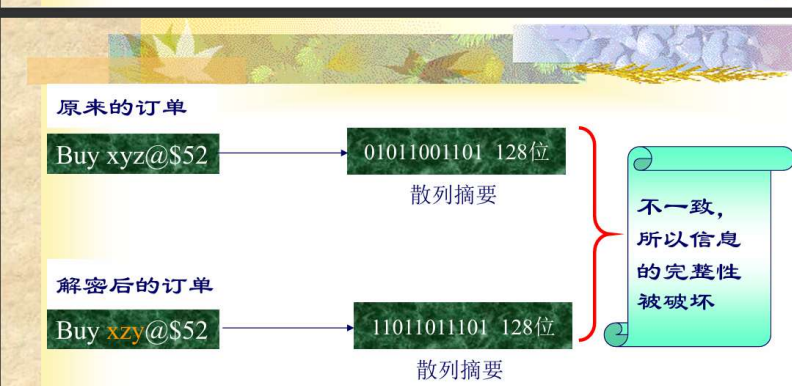 原来的订单
Buy xyz@$52
01011001101 128位
散列摘要
不一致，
所以信息
的完整性
被破坏
解密后的订单
Buy xzy@$52
11011011101 128位
散列摘要